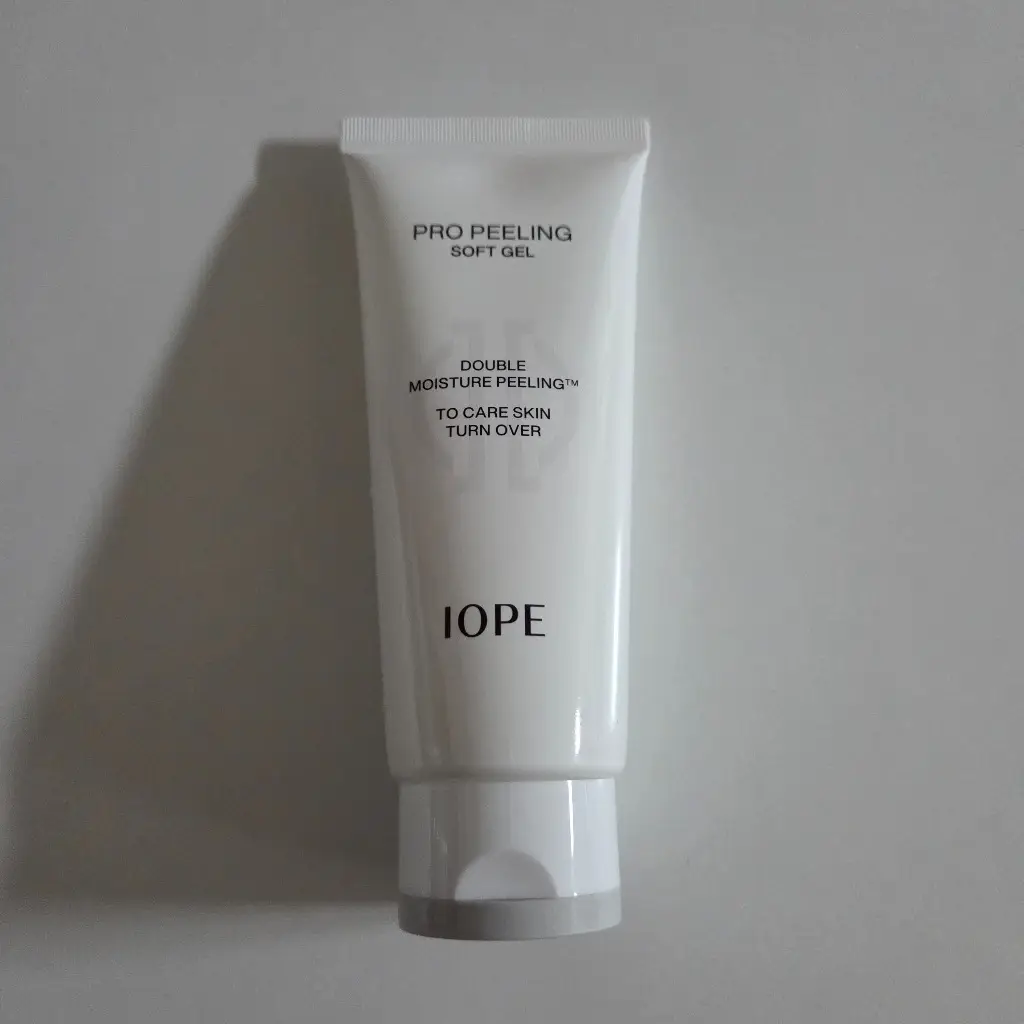 PRO PEELING
SOFT GEL
DOUBLE
MOISTURE PEELING™
TO CARE SKIN
TURN OVER
IOPE